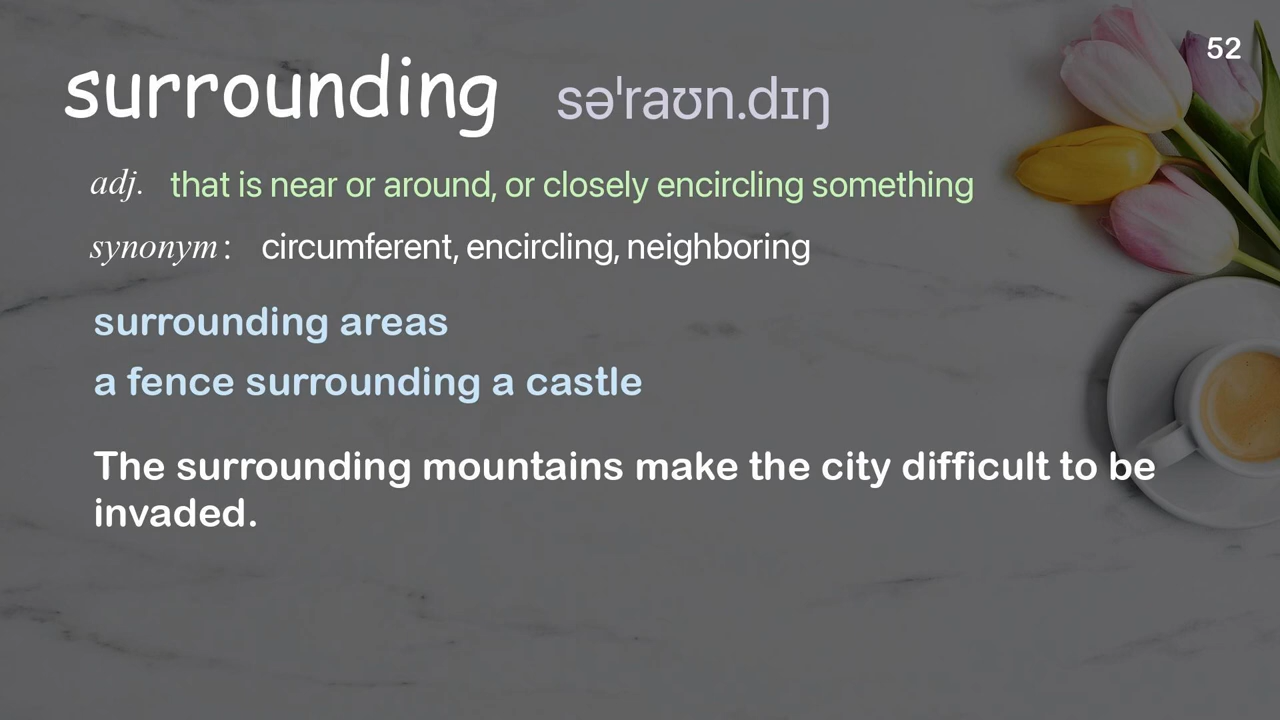 52
surrounding səˈraʊn.dɪŋ
adj. that is near or around, or closely encircling something
synonym: circumferent, encircling, neighboring
surrounding areas
a fence surrounding a castle
The surrounding mountains make the city difficult to be
invaded.